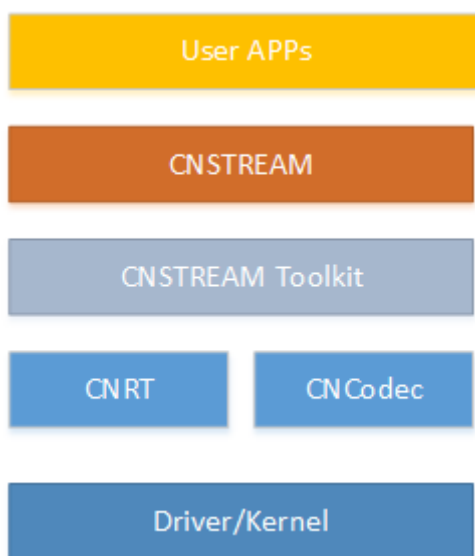 User APPs
CNSTREAM
CNSTREAM Toolkit
CNRT
CNCodec
Driver/Kernel